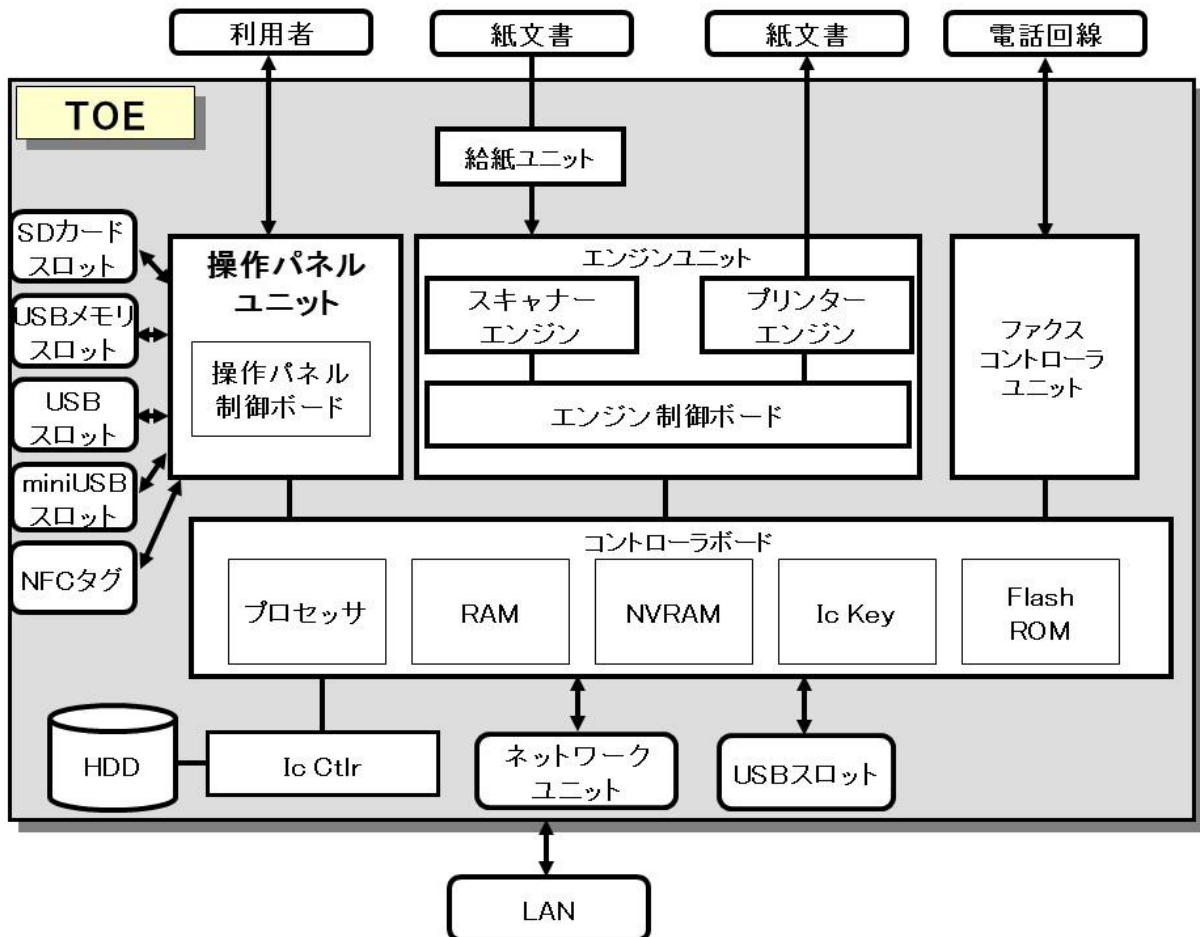 利用者
紙文書
紙文書
電話回線
TOE
給紙ユニット
SDカード
スロット
USBメモリ
スロット
USB
スロット
miniUSB
スロット
NFCタグ
操作パネル
ユニット
操作パネル
制御ボード
エンジンユニット
スキャナー
エンジン
プリンター
エンジン
エンジン制御ボード
ファクス
コントローラ
ユニット
コントローラボード
プロセッサ
RAM
NVRAM
Ic Key
Flash
ROM
HDD
Ic Ctlr
ネットワーク
ユニット
USBスロット
LAN